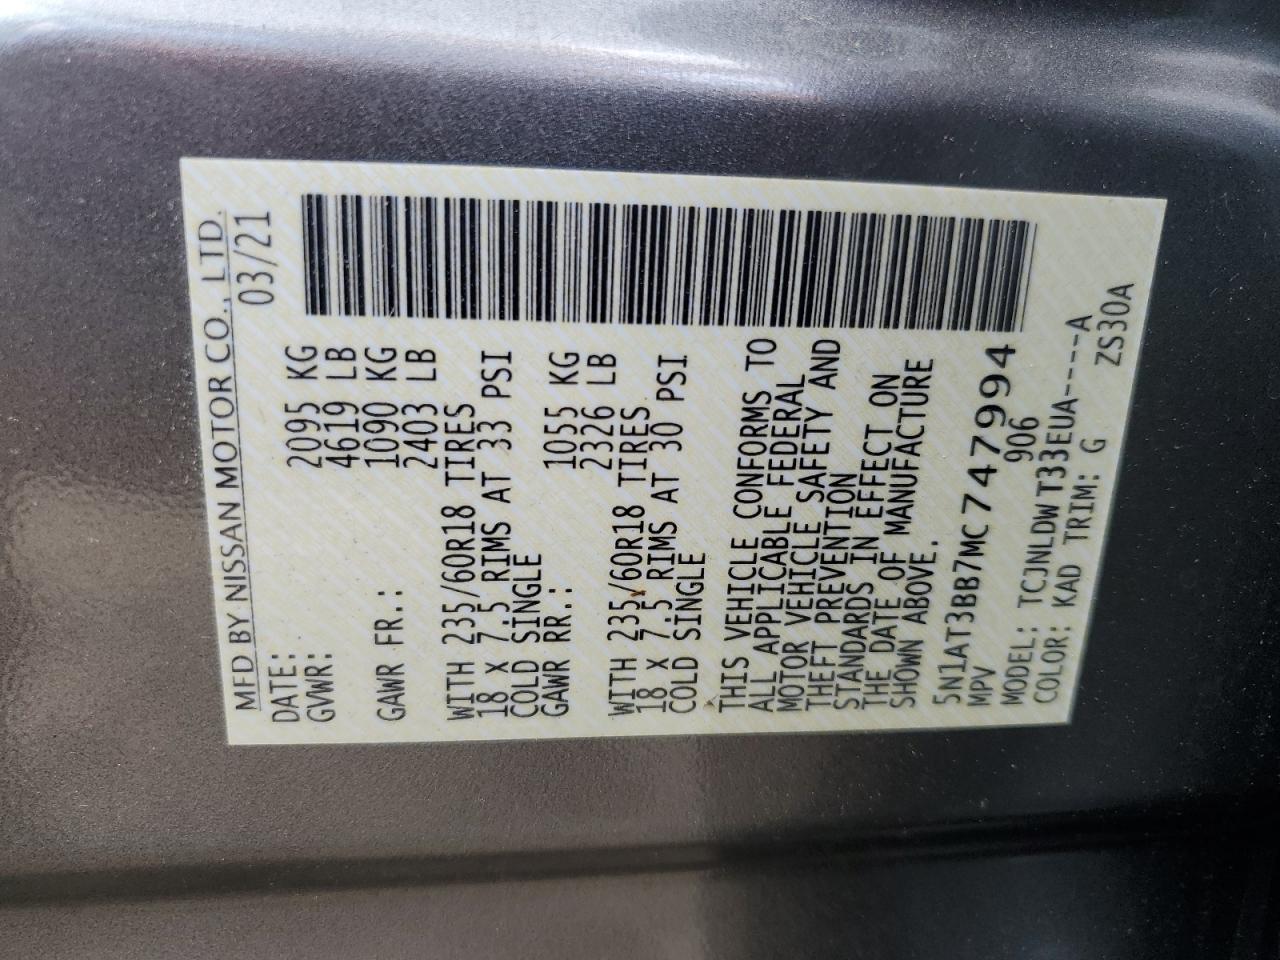 MFD BY NISSAN MOTOR CO., LTD.
DATE: 03/21
GVWR: 2095 KG
4619 LB
GAWR FR.: 1090 KG
2403 LB
WITH 235/60R18 TIRES
18 X 7.5 RIMS AT 33 PSI
COLD SINGLE
GAWR RR.: 1055 KG
2326 LB
WITH 235/60R18 TIRES
18 X 7.5 RIMS AT 30 PSI
COLD SINGLE
THIS VEHICLE CONFORMS TO
ALL APPLICABLE FEDERAL
MOTOR VEHICLE SAFETY AND
THEFT PREVENTION
STANDARDS IN EFFECT ON
THE DATE OF MANUFACTURE
SHOWN ABOVE.
5N1AT3BB7MC747994
MPV 906
MODEL: TCJNLDWT33EUA----A
COLOR: KAD TRIM: G ZS30A